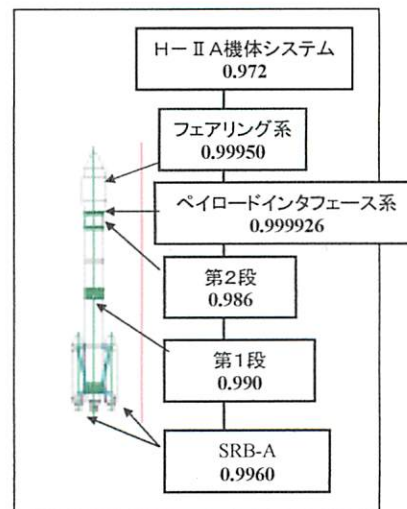 H－ⅡA機体システム
0.972
フェアリング系
0.99950
ペイロードインタフェース系
0.999926
第2段
0.986
第1段
0.990
SRB-A
0.9960